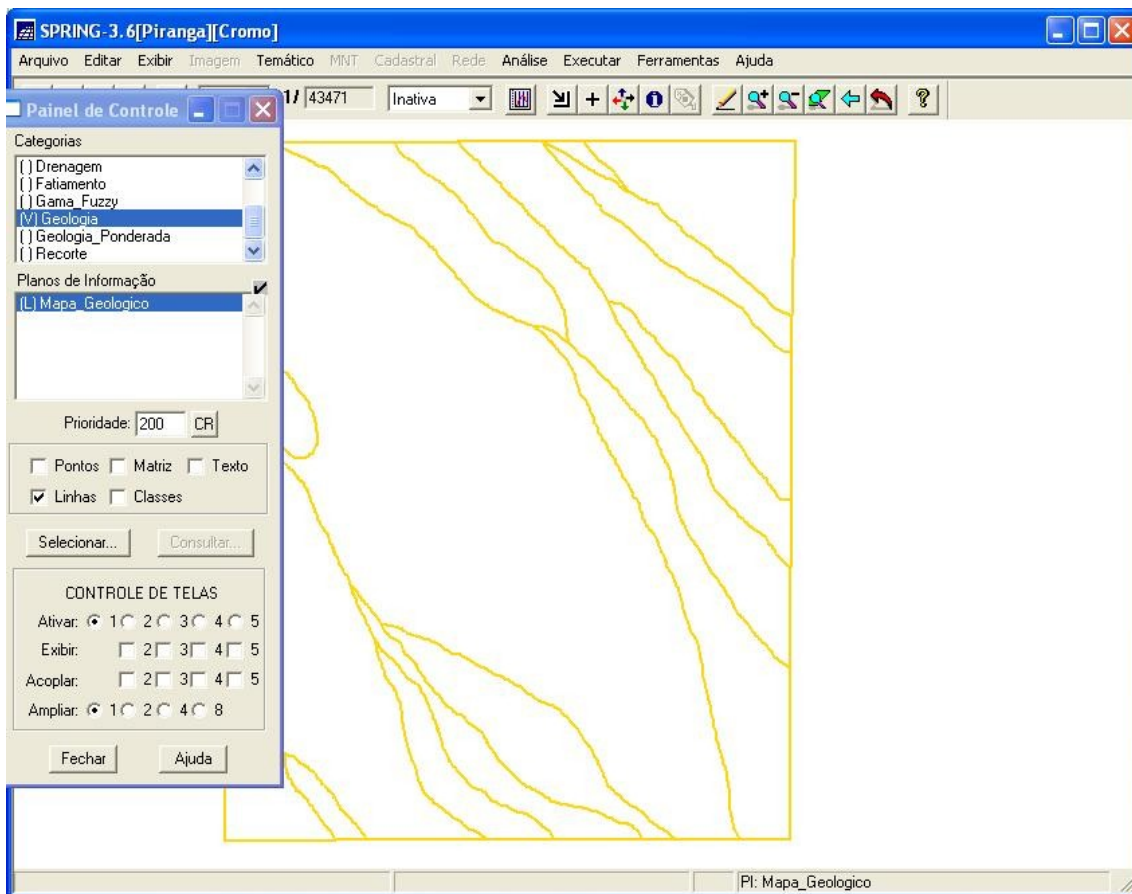 SPRING-3.6[Piranga][Cromo]
Arquivo Editar Exibir Imagem Temático MNT Cadastral Rede Análise Executar Ferramentas Ajuda
1/ 43471 Inativa
Painel de Controle
Categorias
( ) Drenagem
( ) Fatiamento
( ) Gama_Fuzzy
(V) Geologia
( ) Geologia_Ponderada
( ) Recorte
Planos de Informação
(L) Mapa_Geologico
Prioridade: 200 CR
Pontos Matriz Texto
Linhas Classes
Selecionar... Consultar...
CONTROLE DE TELAS
Ativar: 1 2 3 4 5
Exibir: 2 3 4 5
Acoplar: 2 3 4 5
Ampliar: 1 2 4 8
Fechar Ajuda
PI: Mapa_Geologico